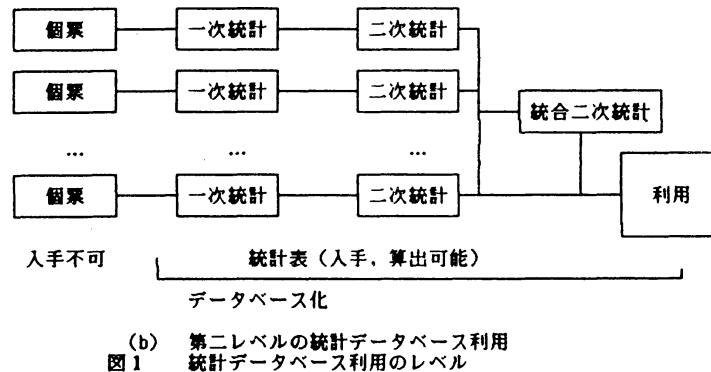 個票 一次統計 二次統計
個票 一次統計 二次統計
統合二次統計
… … …
個票 一次統計 二次統計 利用
入手不可 統計表（入手，算出可能）
データベース化
(b) 第二レベルの統計データベース利用
図1 統計データベース利用のレベル